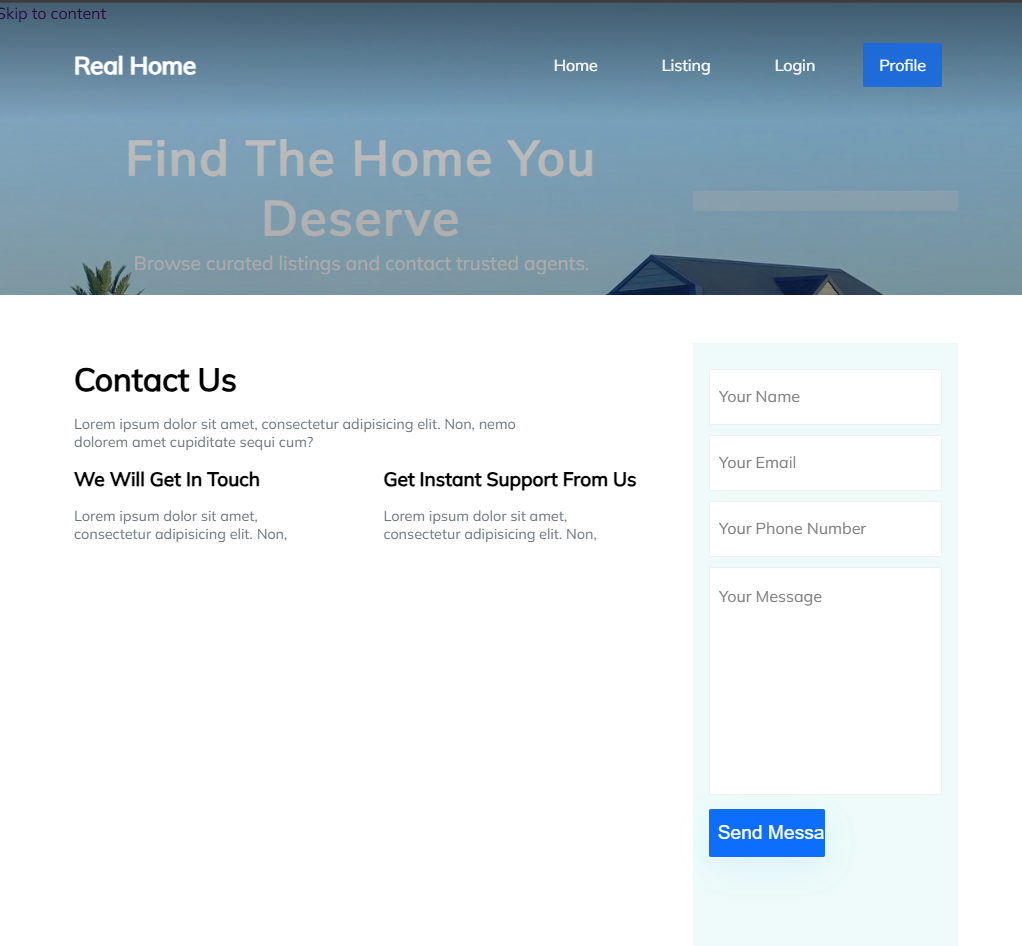 Skip to content
Real Home
Home
Listing
Login
Profile
Find The Home You
Deserve
Browse curated listings and contact trusted agents.
Contact Us
Lorem ipsum dolor sit amet, consectetur adipisicing elit. Non, nemo
dolorem amet cupiditate sequi cum?
We Will Get In Touch
Lorem ipsum dolor sit amet,
consectetur adipisicing elit. Non,
Get Instant Support From Us
Lorem ipsum dolor sit amet,
consectetur adipisicing elit. Non,
Your Name
Your Email
Your Phone Number
Your Message
Send Messa